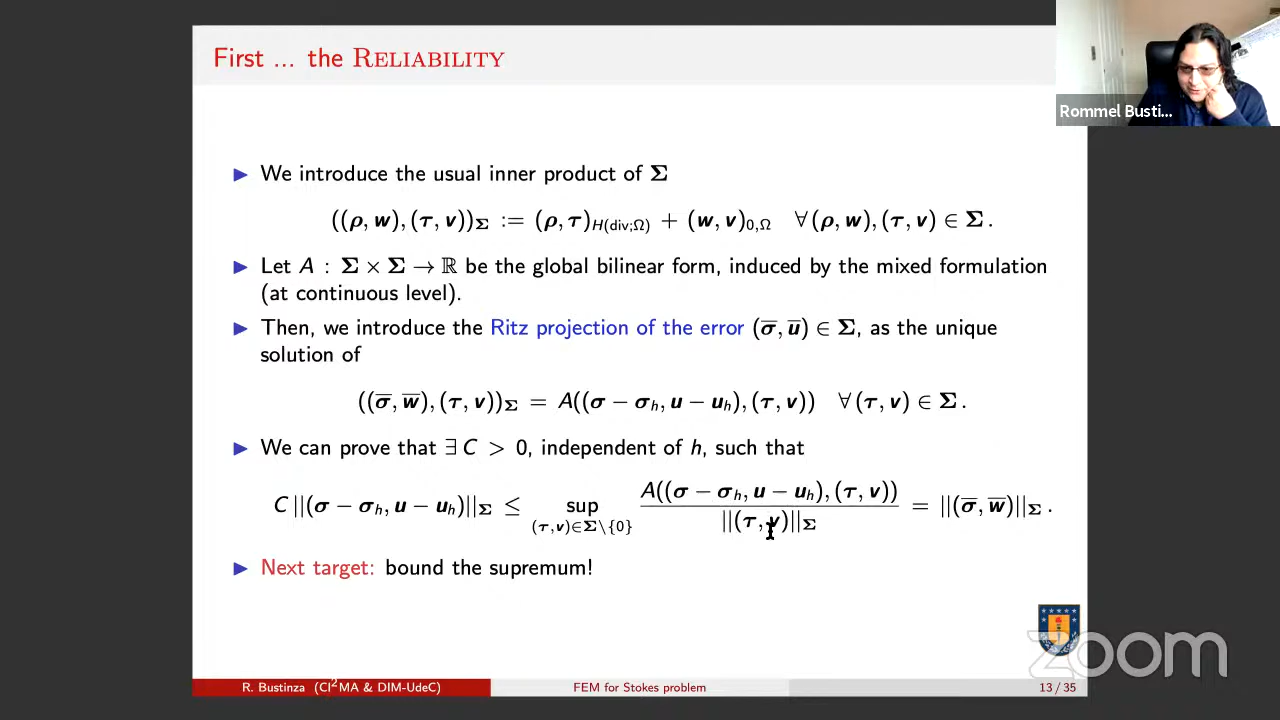 First ... the RELIABILITY
Rommel Busti...
▶ We introduce the usual inner product of Σ
((ρ, w), (τ, v))_Σ := (ρ, τ)_{H(div;Ω)} + (w, v)_{0,Ω} ∀ (ρ, w), (τ, v) ∈ Σ .
▶ Let A : Σ × Σ → ℝ be the global bilinear form, induced by the mixed formulation
(at continuous level).
▶ Then, we introduce the Ritz projection of the error (σ̅, u̅) ∈ Σ, as the unique
solution of
((σ̅, w̅), (τ, v))_Σ = A((σ − σ_h, u − u_h), (τ, v)) ∀ (τ, v) ∈ Σ .
▶ We can prove that ∃ C > 0, independent of h, such that
C ||(σ − σ_h, u − u_h)||_Σ ≤ sup_{(τ,v)∈Σ\{0}} A((σ − σ_h, u − u_h), (τ, v)) / ||(τ, v)||_Σ = ||(σ̅, w̅)||_Σ .
▶ Next target: bound the supremum!
zoom
R. Bustinza (CI²MA & DIM-UdeC) FEM for Stokes problem 13 / 35